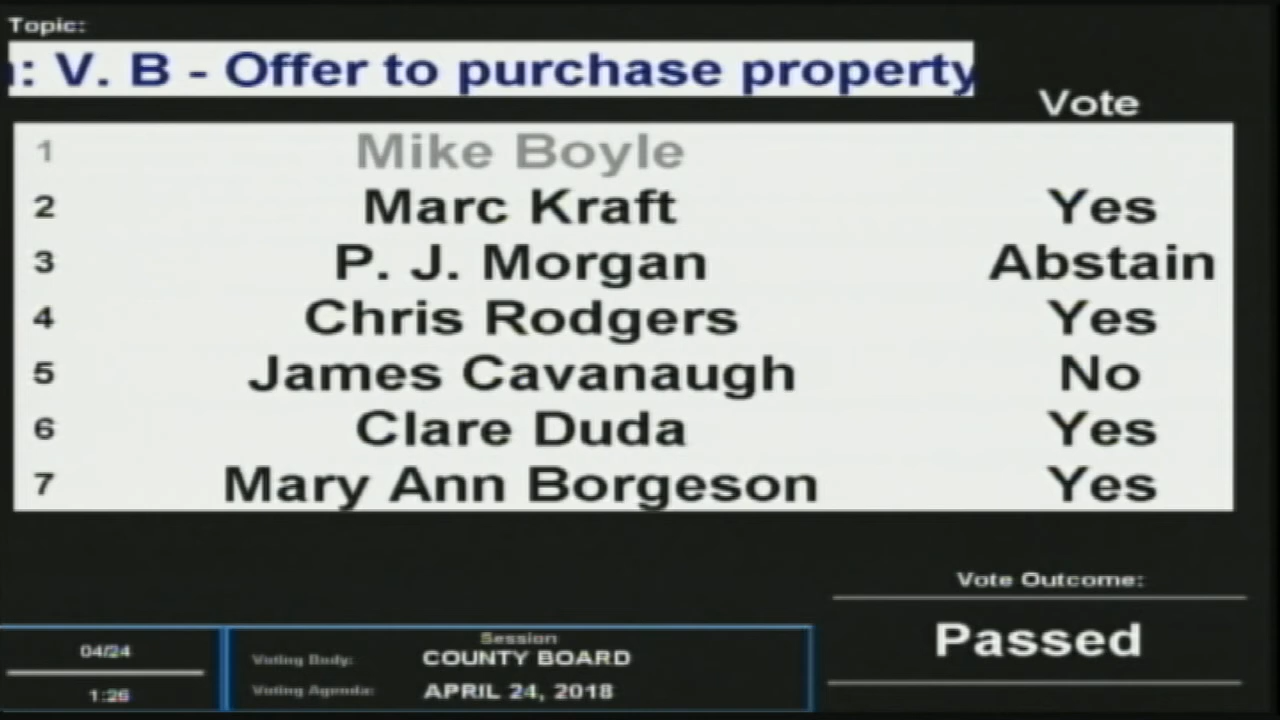 Topic:
: V. B - Offer to purchase property
Vote
1 Mike Boyle
2 Marc Kraft Yes
3 P. J. Morgan Abstain
4 Chris Rodgers Yes
5 James Cavanaugh No
6 Clare Duda Yes
7 Mary Ann Borgeson Yes
Vote Outcome:
Passed
04/24
1:26
Session
Voting Body: COUNTY BOARD
Voting Agenda: APRIL 24, 2018